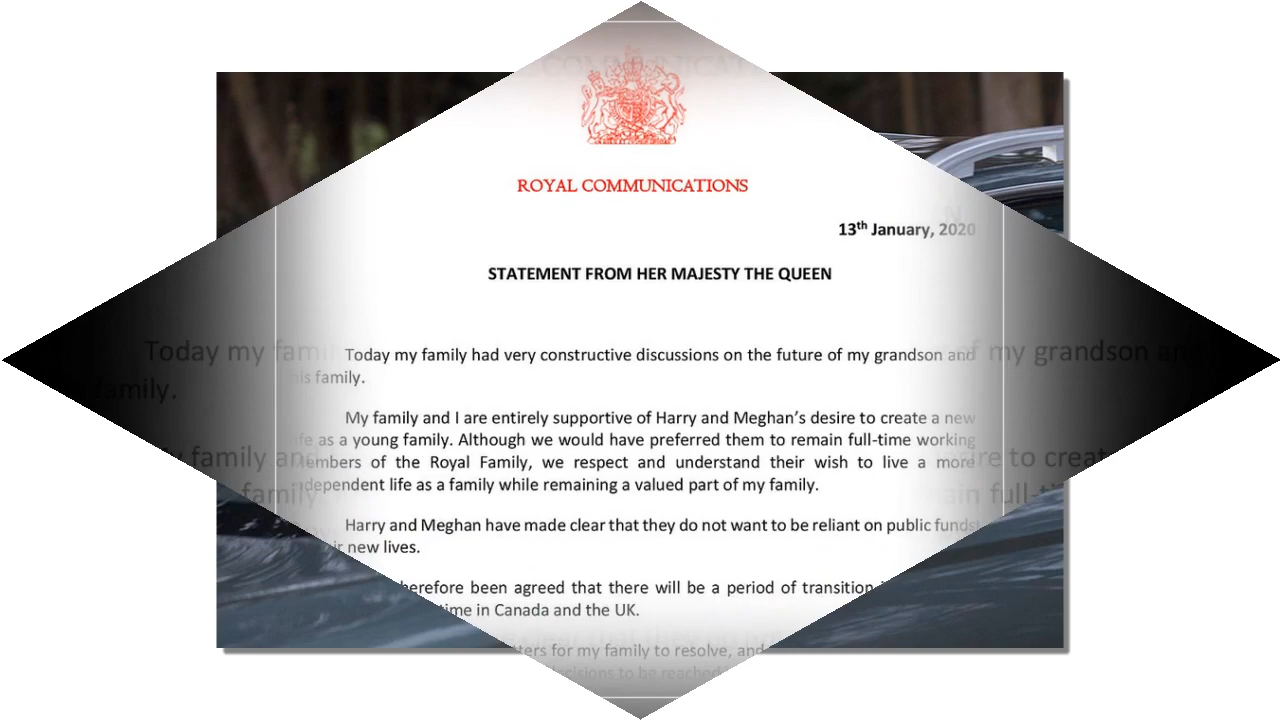 ROYAL COMMUNICATIONS
13th January, 2020
STATEMENT FROM HER MAJESTY THE QUEEN
Today my family had very constructive discussions on the future of my grandson and
his family.
My family and I are entirely supportive of Harry and Meghan's desire to create a new
life as a young family. Although we would have preferred them to remain full-time working
Members of the Royal Family, we respect and understand their wish to live a more
independent life as a family while remaining a valued part of my family.
Harry and Meghan have made clear that they do not want to be reliant on public funds
new lives.
therefore been agreed that there will be a period of transition
time in Canada and the UK.
for my family to resolve, and
to be reached